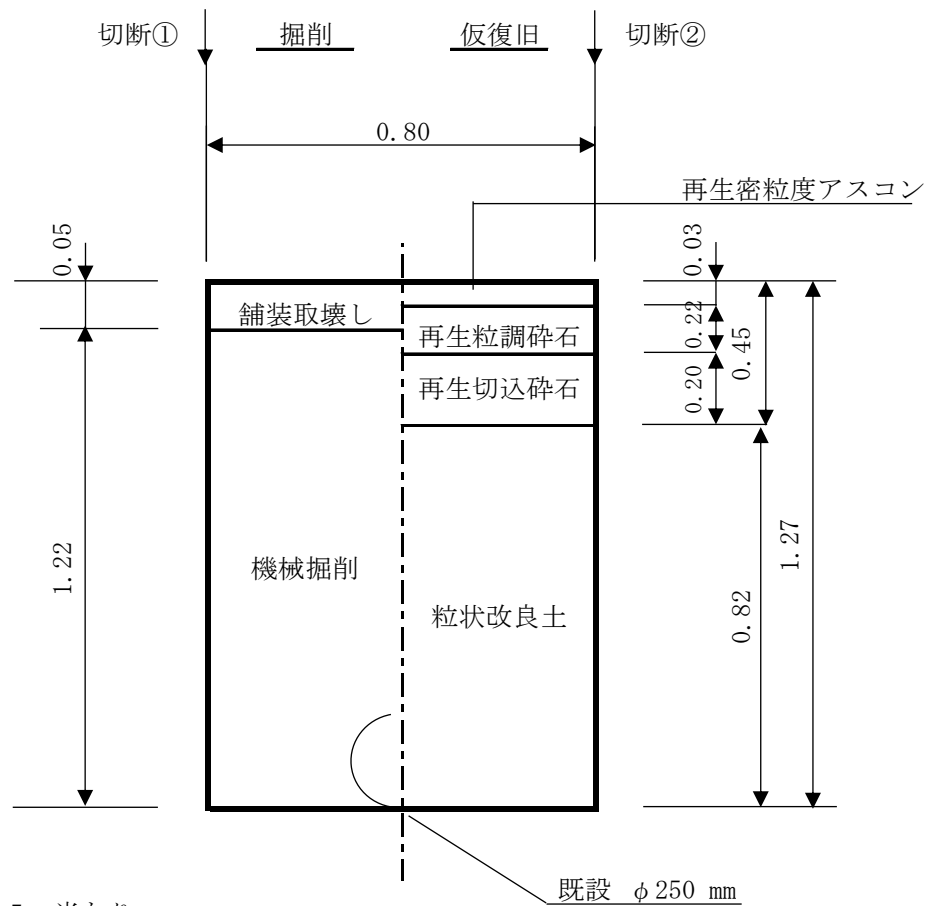 切断① 掘削 仮復旧 切断②
0.80
再生密粒度アスコン
0.05
0.03
舗装取壊し
0.22
再生粒調砕石
0.45
0.20
再生切込砕石
1.22
機械掘削
1.27
0.82
粒状改良土
既設 φ250 mm